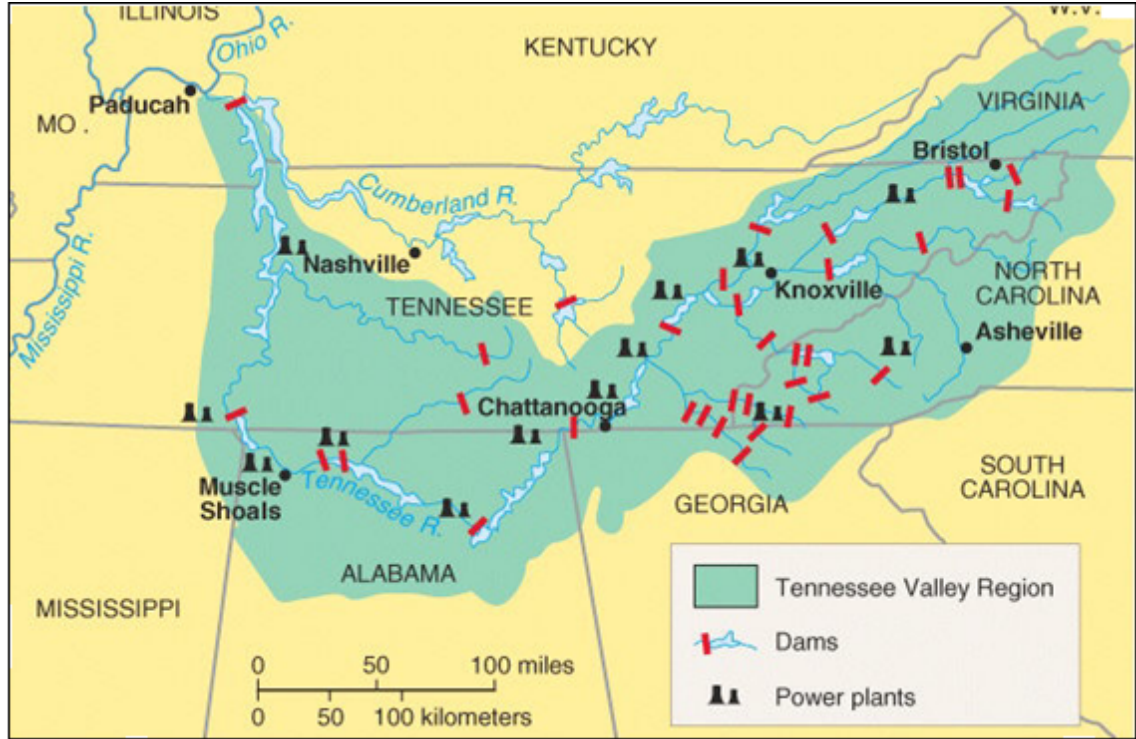 ILLINOIS
W.V.
Ohio R.
KENTUCKY
Paducah
VIRGINIA
MO .
Bristol
Cumberland R.
Mississippi R.
Nashville
TENNESSEE
Knoxville
NORTH
CAROLINA
Asheville
Chattanooga
Muscle
Shoals
Tennessee R.
SOUTH
CAROLINA
GEORGIA
ALABAMA
MISSISSIPPI
Tennessee Valley Region
Dams
Power plants
0 50 100 miles
0 50 100 kilometers